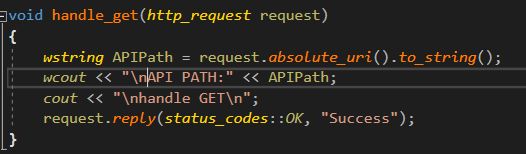 void handle_get(http_request request)
{
wstring APIPath = request.absolute_uri().to_string();
wcout << "\nAPI PATH:" << APIPath;
cout << "\nhandle GET\n";
request.reply(status_codes::OK, "Success");
}